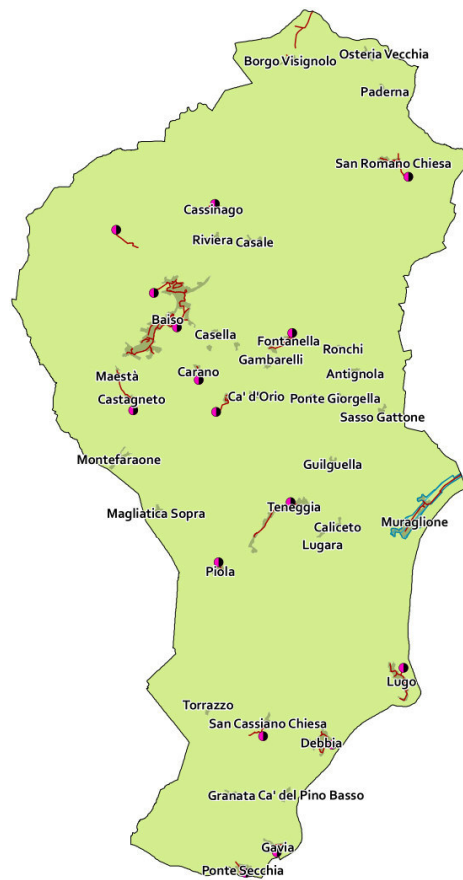 Osteria Vecchia
Borgo Visignolo
Paderna
San Romano Chiesa
Cassinago
Riviera
Casale
Baiso
Casella
Fontanella
Ronchi
Gambarelli
Maestà
Carano
Antignola
Castagneto
Ca' d'Orio
Ponte Giorgella
Sasso Gattone
Montefaraone
Guilguella
Magliatica Sopra
Teneggia
Caliceto
Muraglione
Lugara
Piola
Lugo
Torrazzo
San Cassiano Chiesa
Debbia
Granata
Ca' del Pino Basso
Gavia
Ponte Secchia